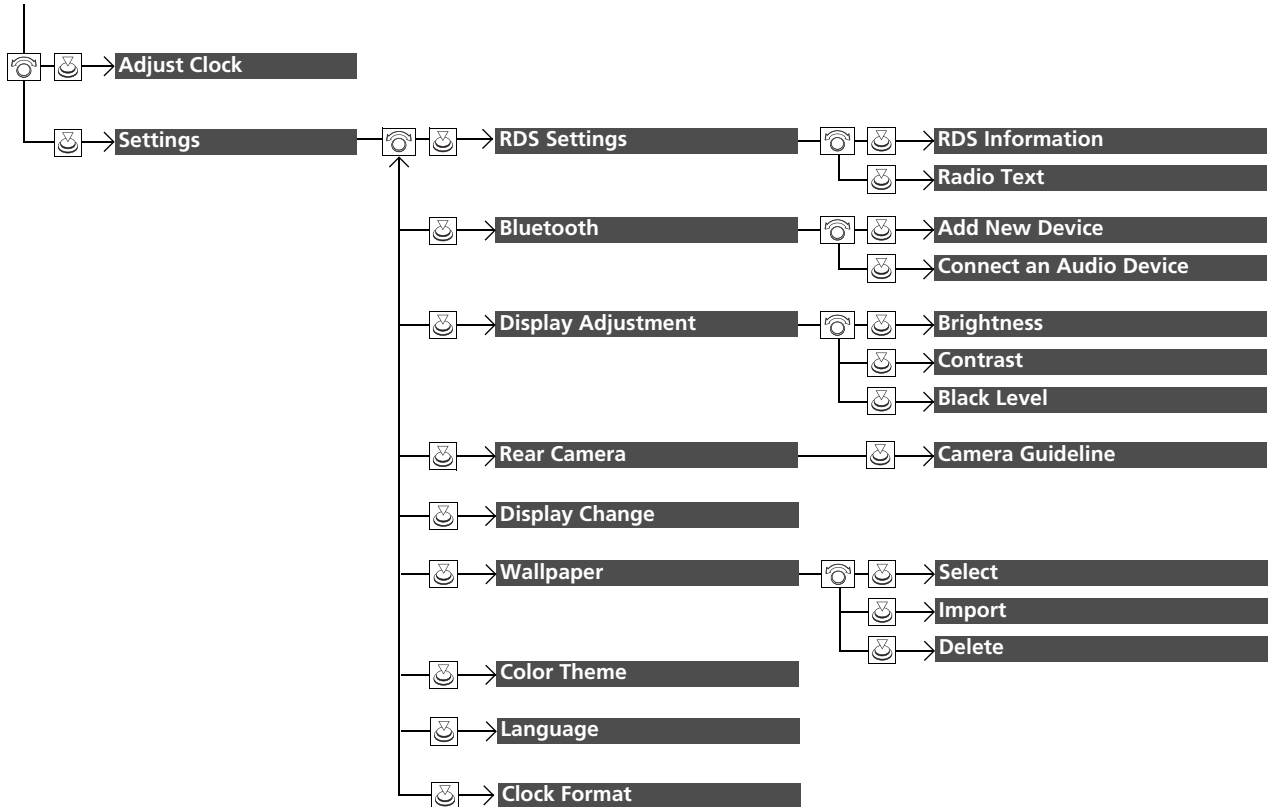 Adjust Clock
Settings
RDS Settings
RDS Information
Radio Text
Bluetooth
Add New Device
Connect an Audio Device
Display Adjustment
Brightness
Contrast
Black Level
Rear Camera
Camera Guideline
Display Change
Wallpaper
Select
Import
Delete
Color Theme
Language
Clock Format